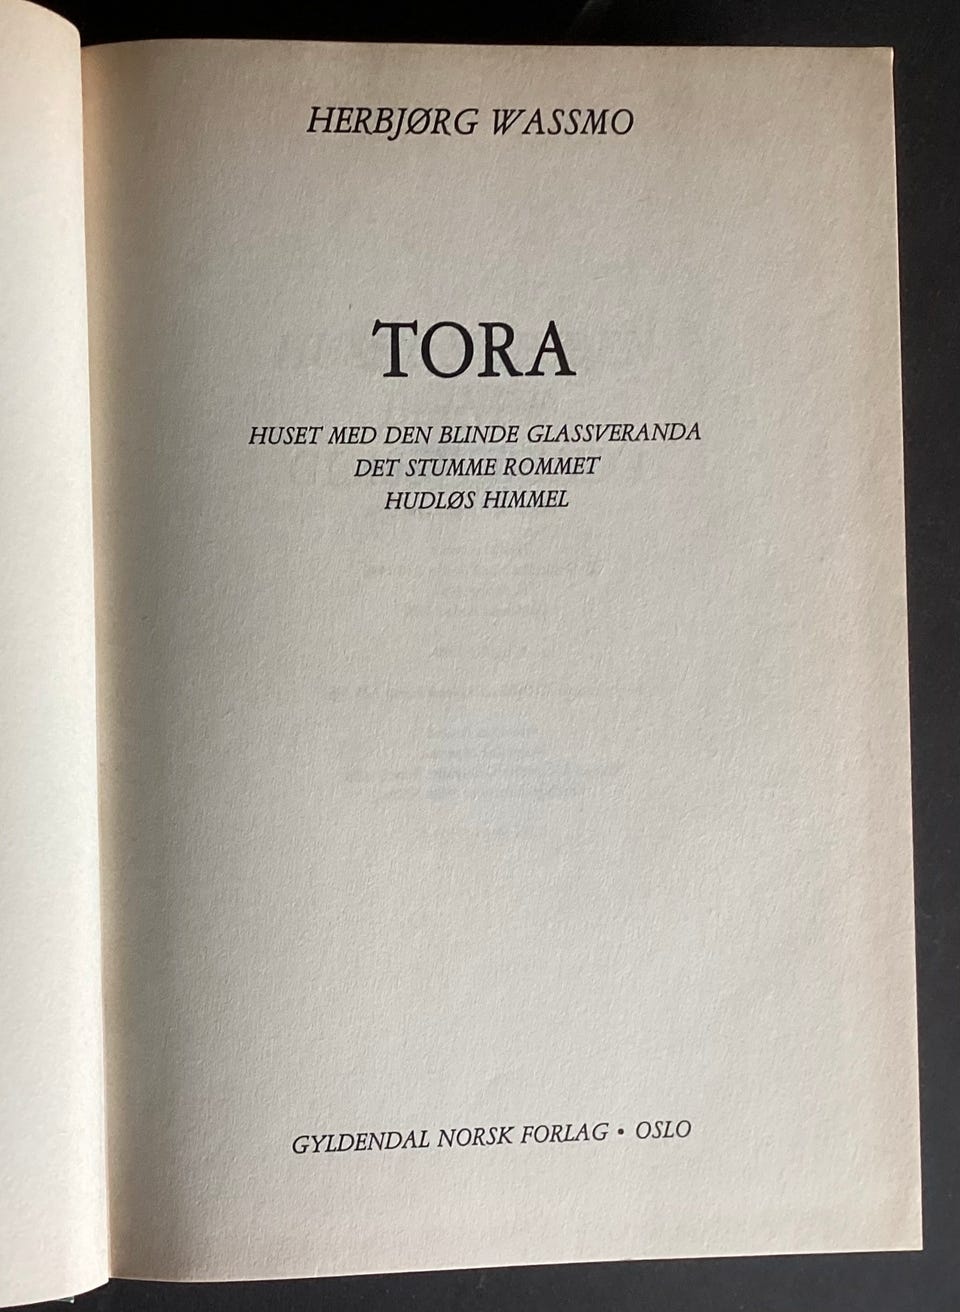 HERBJØRG WASSMO
TORA
HUSET MED DEN BLINDE GLASSVERANDA
DET STUMME ROMMET
HUDLØS HIMMEL
GYLDENDAL NORSK FORLAG • OSLO